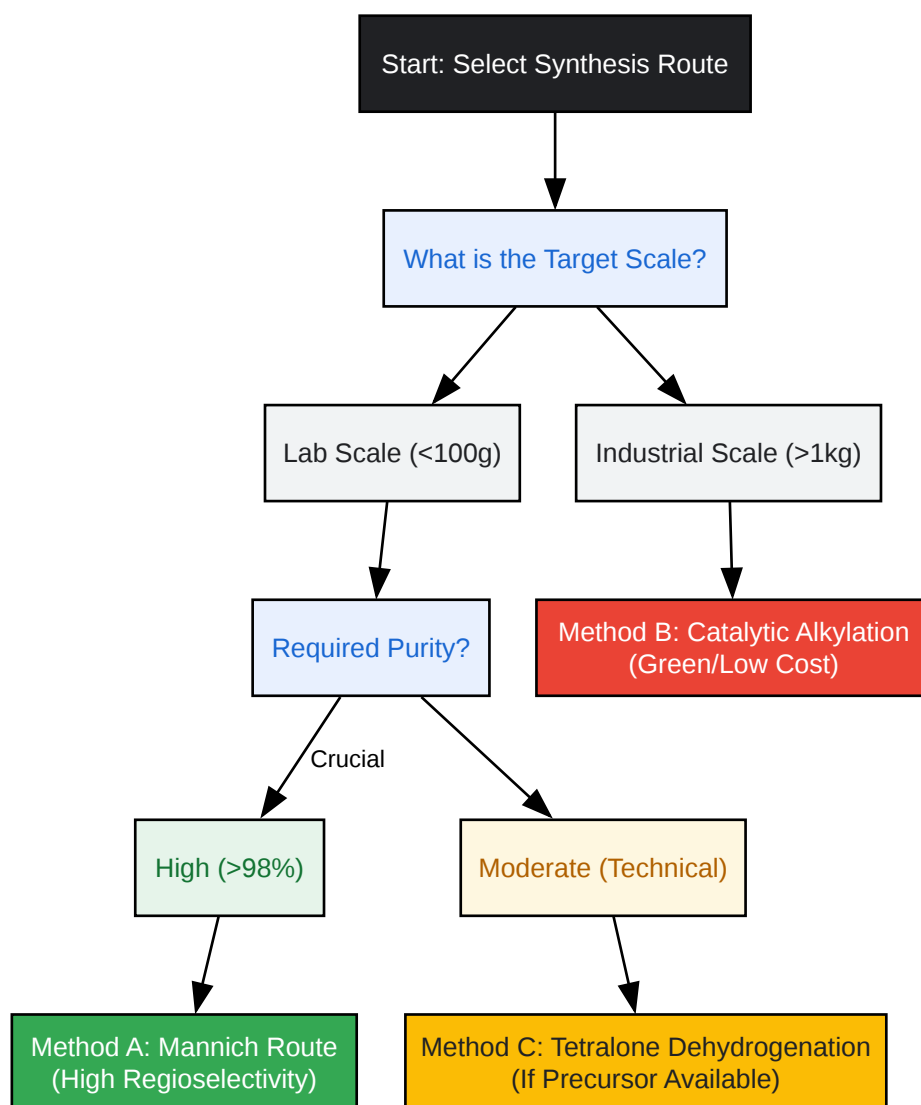 Start: Select Synthesis Route
What is the Target Scale?
Lab Scale (<100g)
Industrial Scale (>1kg)
Required Purity?
Method B: Catalytic Alkylation
(Green/Low Cost)
Crucial
High (>98%)
Moderate (Technical)
Method A: Mannich Route
(High Regioselectivity)
Method C: Tetralone Dehydrogenation
(If Precursor Available)